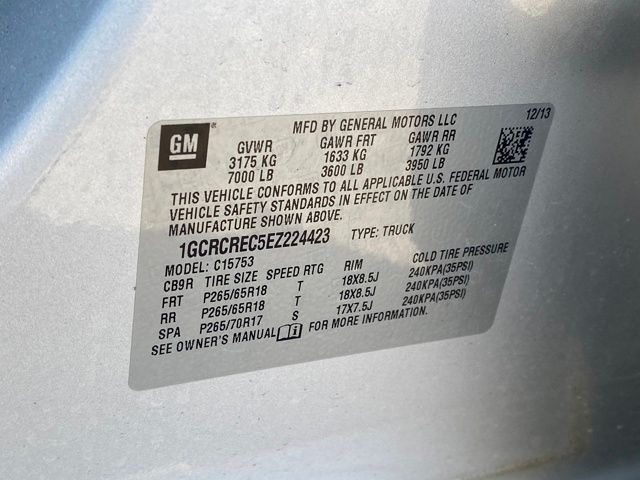 GM
®
MFD BY GENERAL MOTORS LLC
12/13
GVWR GAWR FRT GAWR RR
3175 KG 1633 KG 1792 KG
7000 LB 3600 LB 3950 LB
THIS VEHICLE CONFORMS TO ALL APPLICABLE U.S. FEDERAL MOTOR
VEHICLE SAFETY STANDARDS IN EFFECT ON THE DATE OF
MANUFACTURE SHOWN ABOVE.
1GCRCREC5EZ224423 TYPE: TRUCK
MODEL: C15753
CB9R TIRE SIZE SPEED RTG RIM COLD TIRE PRESSURE
FRT P265/65R18 T 18X8.5J 240KPA(35PSI)
RR P265/65R18 T 18X8.5J 240KPA(35PSI)
SPA P265/70R17 S 17X7.5J 240KPA(35PSI)
SEE OWNER'S MANUAL FOR MORE INFORMATION.